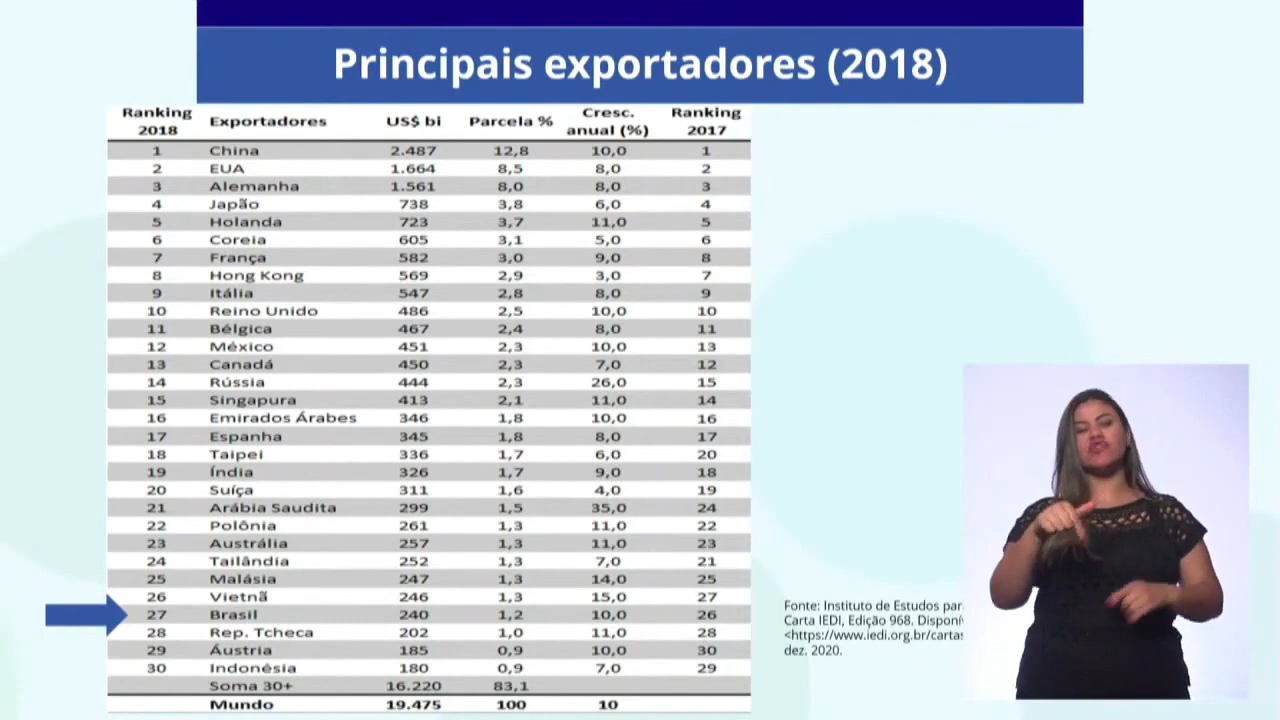 Principais exportadores (2018)
Ranking 2018 Exportadores US$ bi Parcela % Cresc. anual (%) Ranking 2017
1 China 2.487 12,8 10,0 1
2 EUA 1.664 8,5 8,0 2
3 Alemanha 1.561 8,0 8,0 3
4 Japão 738 3,8 6,0 4
5 Holanda 723 3,7 11,0 5
6 Coreia 605 3,1 5,0 6
7 França 582 3,0 9,0 8
8 Hong Kong 569 2,9 3,0 7
9 Itália 547 2,8 8,0 9
10 Reino Unido 486 2,5 10,0 10
11 Bélgica 467 2,4 8,0 11
12 México 451 2,3 10,0 13
13 Canadá 450 2,3 7,0 12
14 Rússia 444 2,3 26,0 15
15 Singapura 413 2,1 11,0 14
16 Emirados Árabes 346 1,8 10,0 16
17 Espanha 345 1,8 8,0 17
18 Taipei 336 1,7 6,0 20
19 Índia 326 1,7 9,0 18
20 Suíça 311 1,6 4,0 19
21 Arábia Saudita 299 1,5 35,0 24
22 Polônia 261 1,3 11,0 22
23 Austrália 257 1,3 11,0 23
24 Tailândia 252 1,3 7,0 21
25 Malásia 247 1,3 14,0 25
26 Vietnã 246 1,3 15,0 27
27 Brasil 240 1,2 10,0 26
28 Rep. Tcheca 202 1,0 11,0 28
29 Áustria 185 0,9 10,0 30
30 Indonésia 180 0,9 7,0 29
Soma 30+ 16.220 83,1
Mundo 19.475 100 10
Fonte: Instituto de Estudos par
Carta IEDI, Edição 968. Disponí
<https://www.iedi.org.br/cartas
dez. 2020.